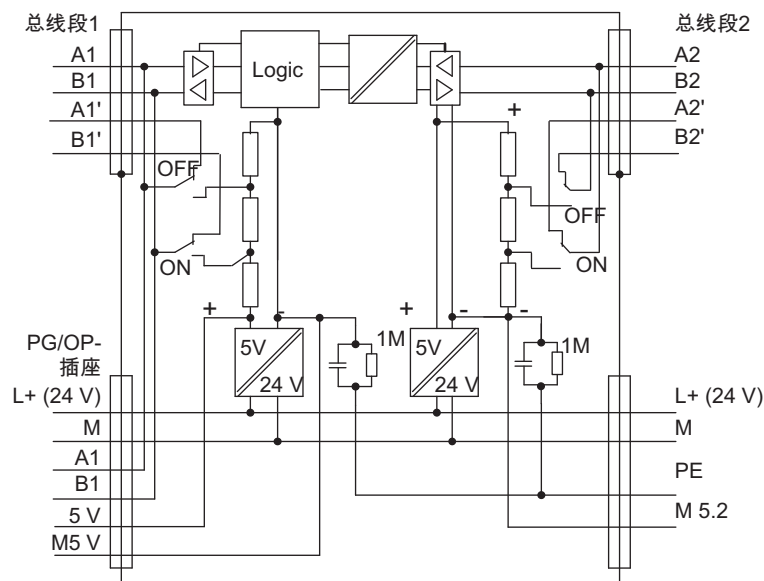 总线段1
总线段2
A1
B1
A1'
B1'
Logic
A2
B2
A2'
B2'
+
OFF
ON
OFF
ON
+
-
+
-
-
PG/OP-
插座
5V
24 V
1M
5V
24 V
1M
L+ (24 V)
M
A1
B1
5 V
M5 V
L+ (24 V)
M
PE
M 5.2